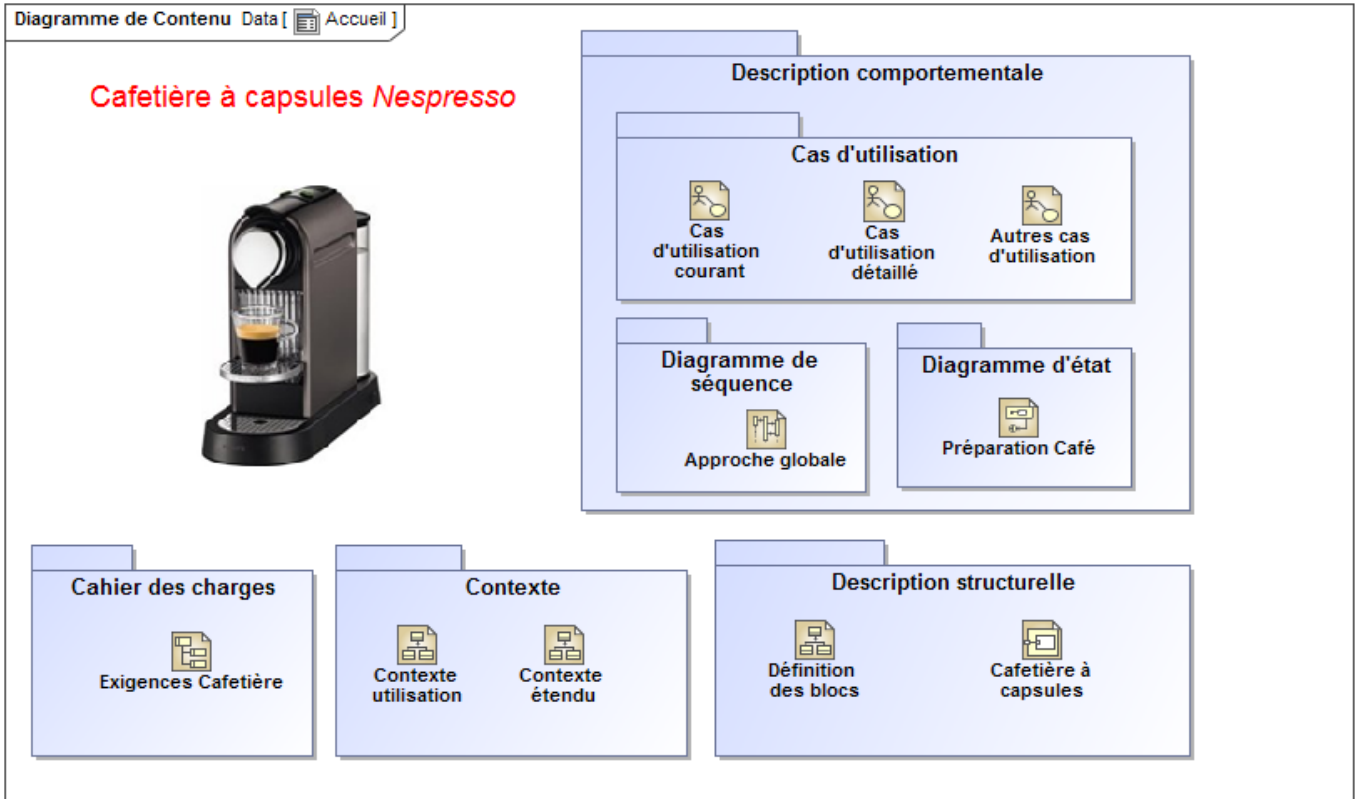 Diagramme de Contenu Data [ Accueil ]
Cafetière à capsules Nespresso
Description comportementale
Cas d'utilisation
Cas
d'utilisation
courant
Cas
d'utilisation
détaillé
Autres cas
d'utilisation
Diagramme de
séquence
Approche globale
Diagramme d'état
Préparation Café
Cahier des charges
Exigences Cafetière
Contexte
Contexte
utilisation
Contexte
étendu
Description structurelle
Définition
des blocs
Cafetière à
capsules